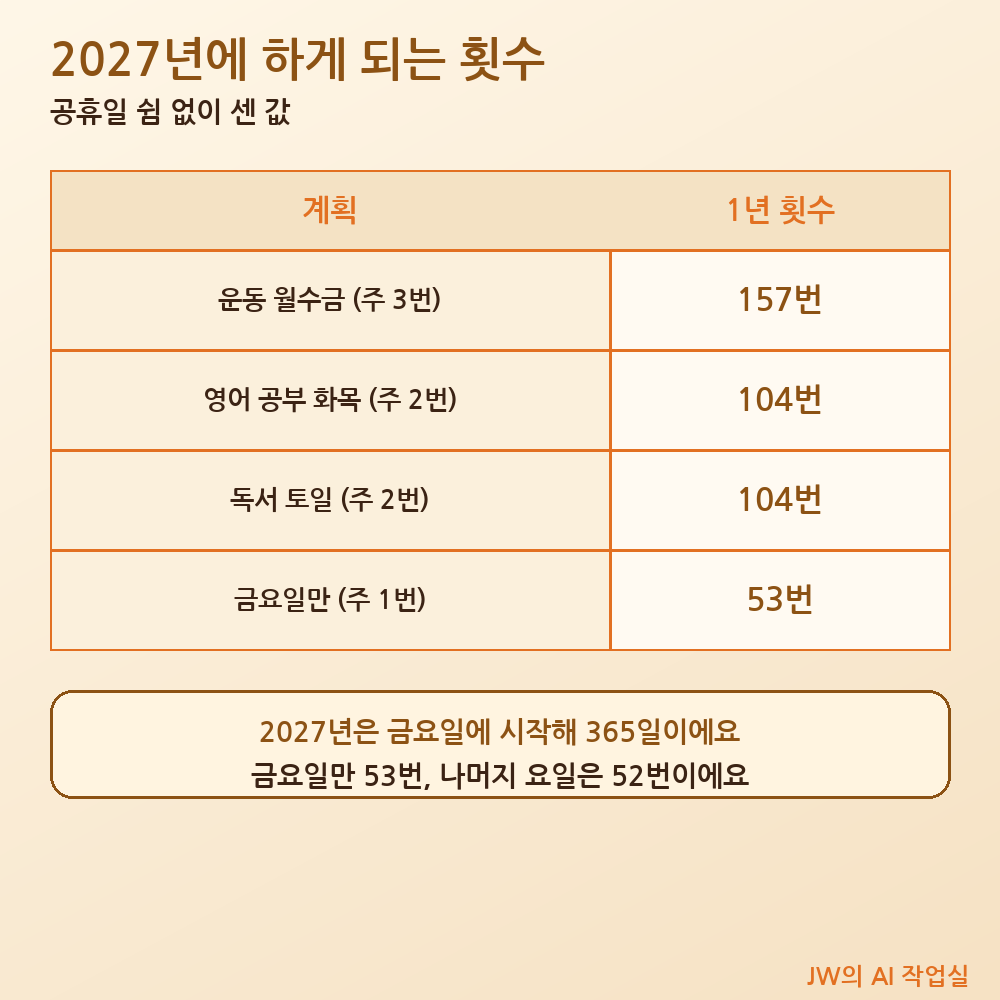 2027년에 하게 되는 횟수
공휴일 쉼 없이 센 값
계획 1년 횟수
운동 월수금 (주 3번) 157번
영어 공부 화목 (주 2번) 104번
독서 토일 (주 2번) 104번
금요일만 (주 1번) 53번
2027년은 금요일에 시작해 365일이에요
금요일만 53번, 나머지 요일은 52번이에요
JW의 AI 작업실